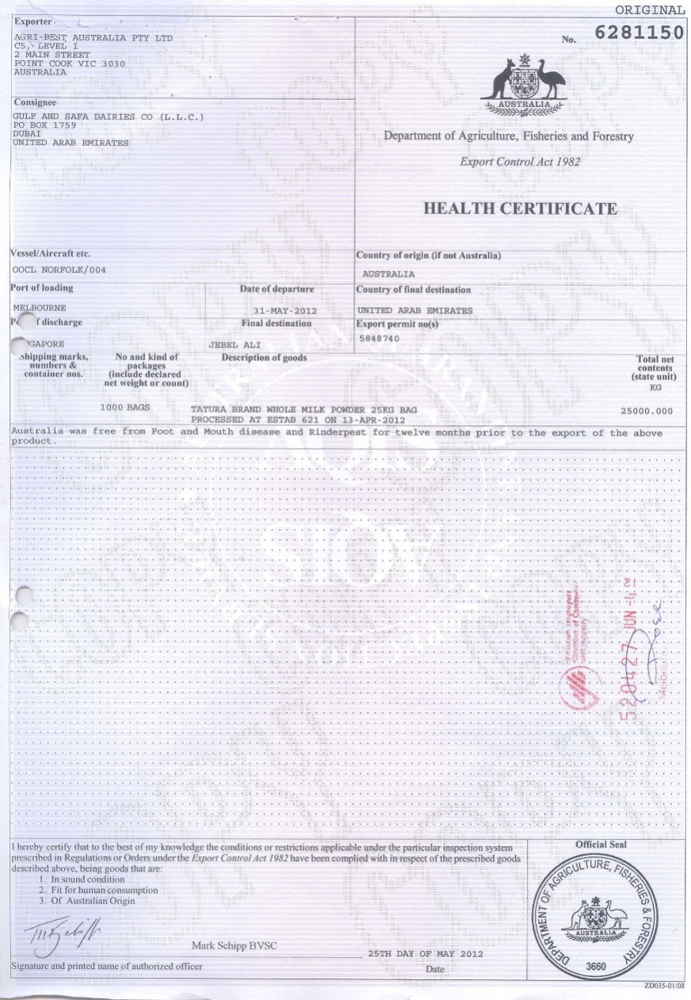 ORIGINAL
Exporter
AGRI-BEST AUSTRALIA PTY LTD
C5, LEVEL 1
2 MAIN STREET
POINT COOK VIC 3030
AUSTRALIA
No. 6281150
AUSTRALIA
Department of Agriculture, Fisheries and Forestry
Export Control Act 1982
HEALTH CERTIFICATE
Consignee
GULF AND SAFA DAIRIES CO (L.L.C.)
PO BOX 1759
DUBAI
UNITED ARAB EMIRATES
Vessel/Aircraft etc.
OOCL NORFOLK/004
Country of origin (if not Australia)
AUSTRALIA
Port of loading
MELBOURNE
Date of departure
31-MAY-2012
Country of final destination
UNITED ARAB EMIRATES
f discharge
GAPORE
Final destination
JEBEL ALI
Export permit no(s)
5848740
Shipping marks,
numbers &
container nos.
No and kind of
packages
(include declared
net weight or count)
Description of goods
Total net
contents
(state unit)
KG
1000 BAGS
TATURA BRAND WHOLE MILK POWDER 25KG BAG
PROCESSED AT ESTAB 621 ON 13-APR-2012
25000.000
Australia was free from Foot and Mouth disease and Rinderpest for twelve months prior to the export of the above
product.
Victorian Employers
Chamber of Commerce
and Industry
520427 JUN -4
I hereby certify that to the best of my knowledge the conditions or restrictions applicable under the particular inspection system
prescribed in Regulations or Orders under the Export Control Act 1982 have been complied with in respect of the prescribed goods
described above, being goods that are:
1. In sound condition
2. Fit for human consumption
3. Of Australian Origin
Mark Schipp BVSC
25TH DAY OF MAY 2012
Signature and printed name of authorized officer
Date
Official Seal
DEPARTMENT OF AGRICULTURE, FISHERIES & FORESTRY
AUSTRALIA
3660
ZD035-01/08